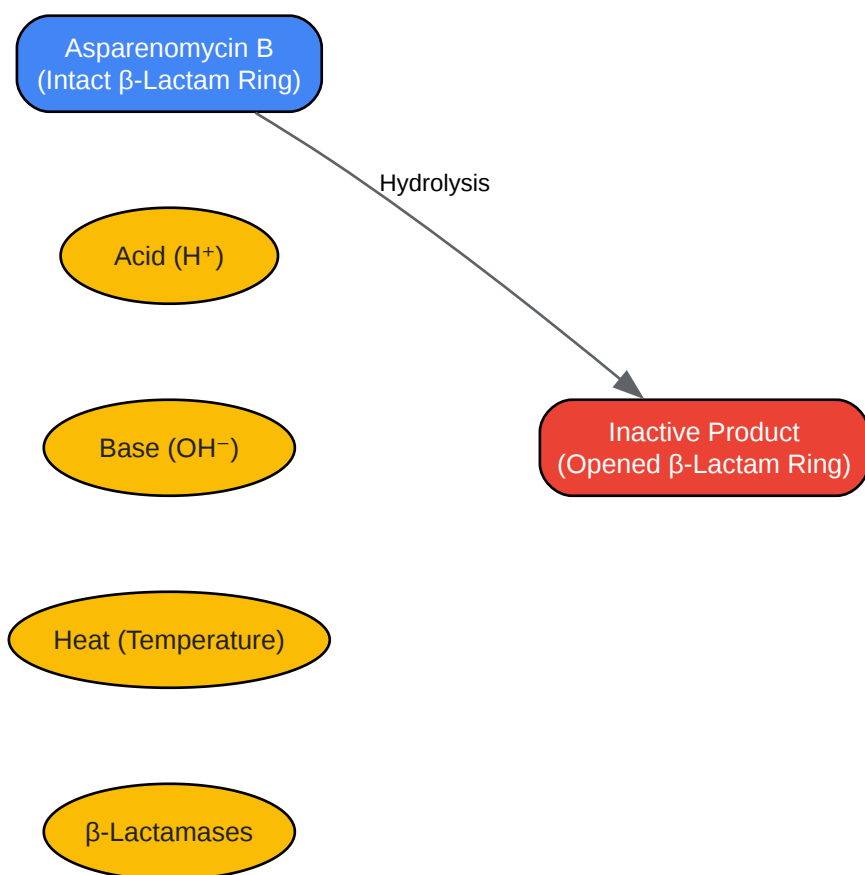 Asparenomycin B
(Intact β-Lactam Ring)
Hydrolysis
Acid (H⁺)
Base (OH⁻)
Inactive Product
(Opened β-Lactam Ring)
Heat (Temperature)
β-Lactamases